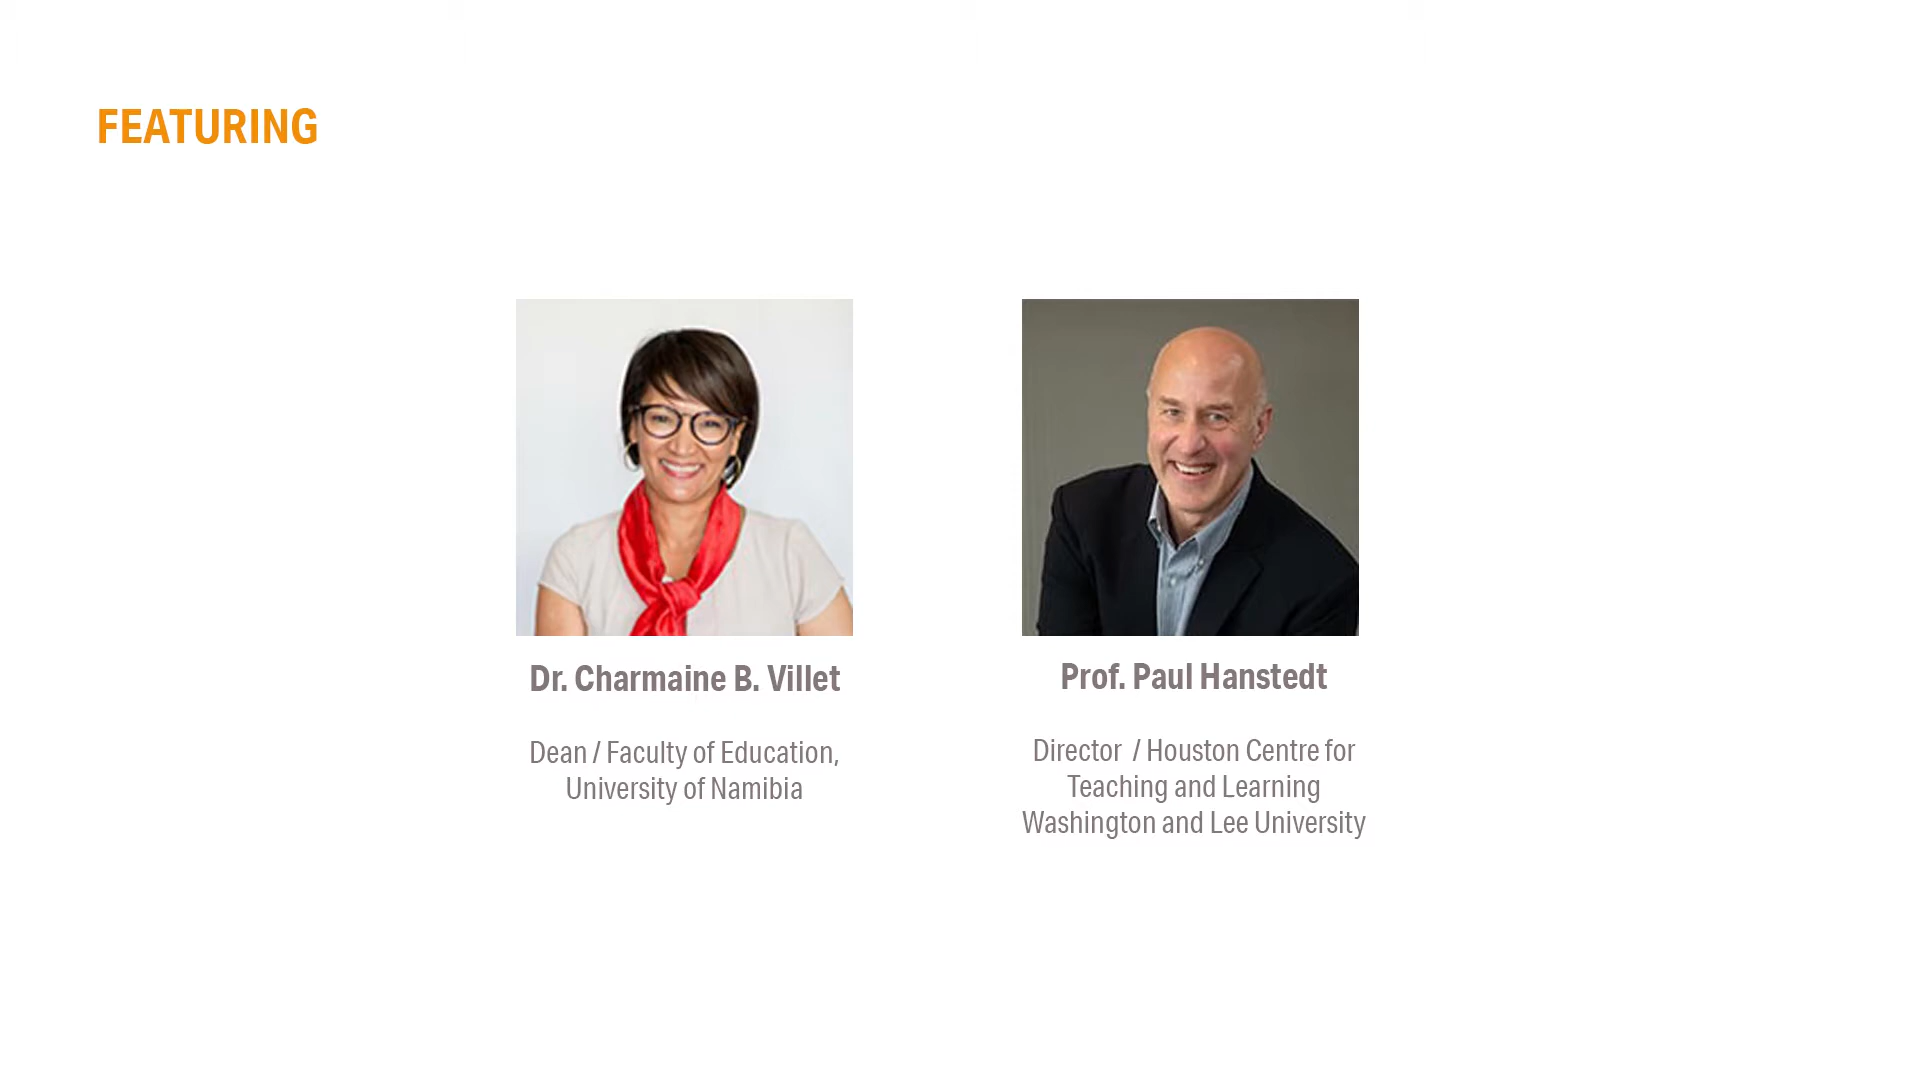 FEATURING
Dr. Charmaine B. Villet
Dean / Faculty of Education,
University of Namibia
Prof. Paul Hanstedt
Director / Houston Centre for
Teaching and Learning
Washington and Lee University